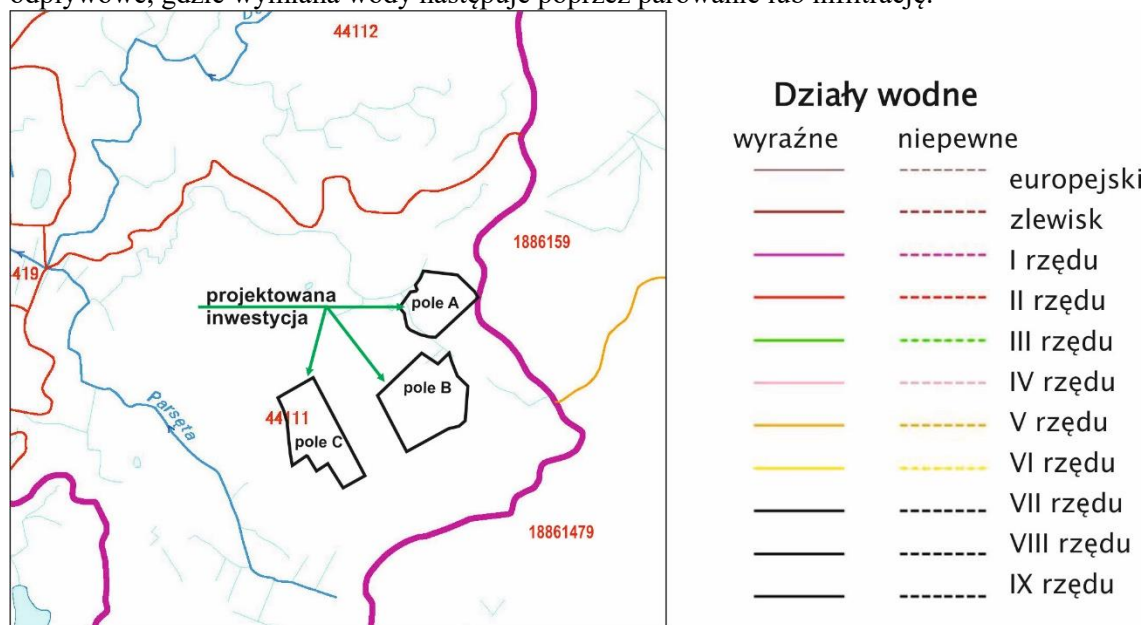 odpływowe, gdzie wymiana wody następuje poprzez parowanie lub infiltrację.
44112
1886159
419
projektowana
inwestycja
pole A
pole B
44111
pole C
Parsęta
18861479
Działy wodne
wyraźne niepewne
europejski
zlewisk
I rzędu
II rzędu
III rzędu
IV rzędu
V rzędu
VI rzędu
VII rzędu
VIII rzędu
IX rzędu